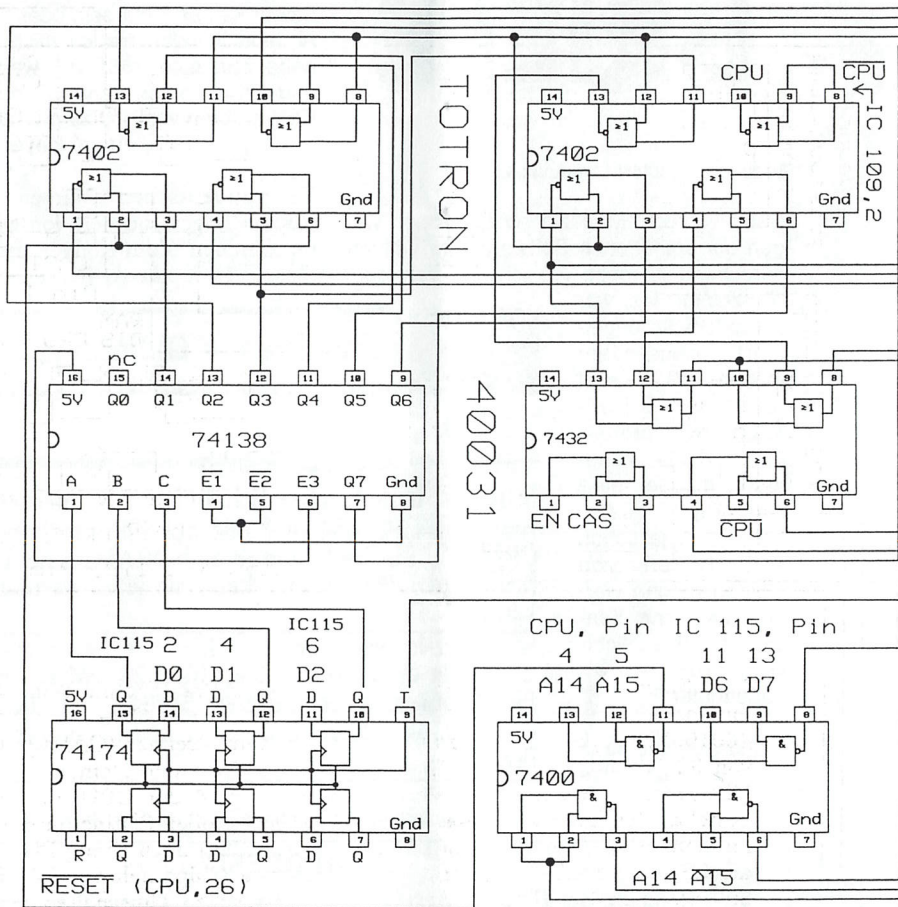 14 13 12 11 10 9 8
5V
≥1 ≥1
7402
≥1 ≥1
Gnd
1 2 3 4 5 6 7
TOTRON
CPU C̅P̅U̅
14 13 12 11 10 9 8
5V
≥1 ≥1
7402
≥1 ≥1
Gnd
1 2 3 4 5 6 7
IC 109,2
nc
16 15 14 13 12 11 10 9
5V Q0 Q1 Q2 Q3 Q4 Q5 Q6
74138
A B C E1 E2 E3 Q7 Gnd
1 2 3 4 5 6 7 8
40031
14 13 12 11 10 9 8
5V
≥1 ≥1
7432
≥1 ≥1
Gnd
1 2 3 4 5 6 7
EN CAS C̅P̅U̅
IC115 2 4 IC115 6
D0 D1 D2
5V Q D D Q D Q T
16 15 14 13 12 11 10 9
74174
Gnd
1 2 3 4 5 6 7 8
R Q D D Q D Q
R̅E̅S̅E̅T̅ (CPU,26)
CPU, Pin IC 115, Pin
4 5 11 13
A14 A15 D6 D7
14 13 12 11 10 9 8
5V
& &
7400
& &
Gnd
1 2 3 4 5 6 7
A14 A̅1̅5̅